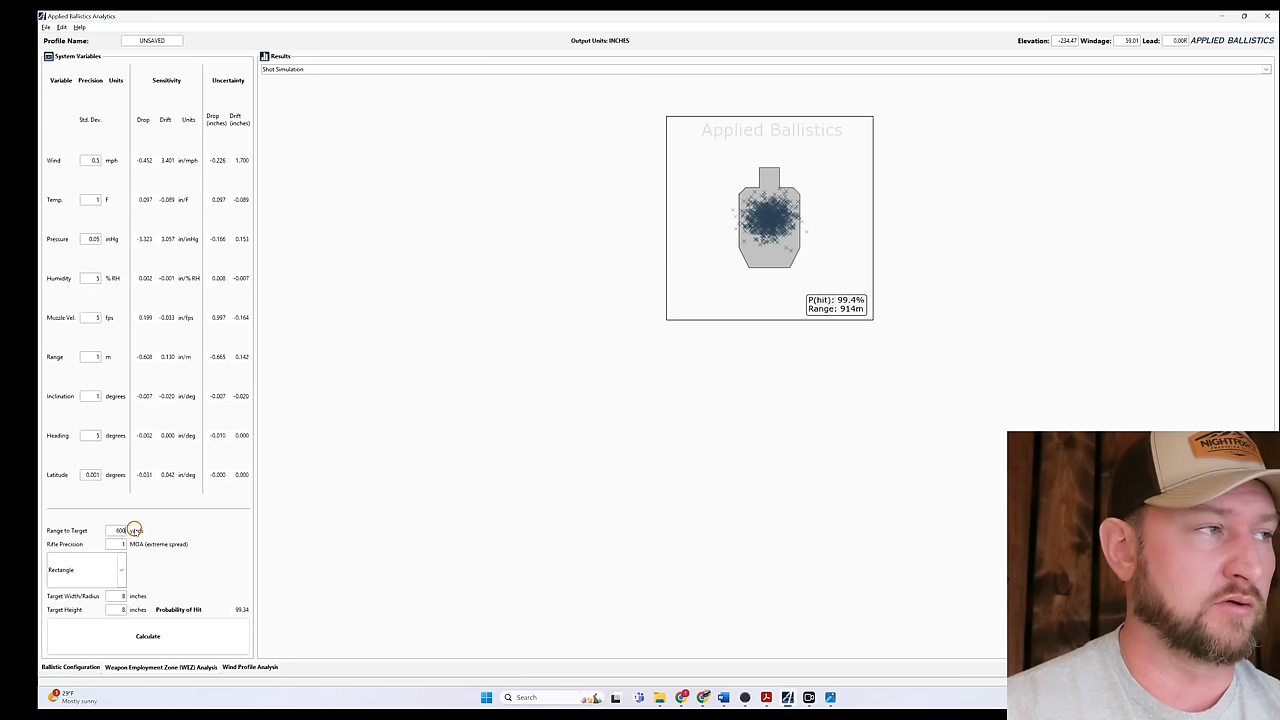 Applied Ballistics Analytics
File Edit Help
Profile Name: UNSAVED
Output Units: INCHES
Elevation: -234.47 Windage: 59.01 Lead: 0.00R APPLIED BALLISTICS
System Variables
Results
Shot Simulation
Variable Precision Units Sensitivity Uncertainty
Std. Dev. Drop Drift Units Drop (inches) Drift (inches)
Wind 0.5 mph -0.452 3.401 in/mph -0.226 1.700
Temp. 1 F 0.097 -0.089 in/F 0.097 -0.089
Pressure 0.05 inHg -3.323 3.057 in/inHg -0.166 0.153
Humidity 5 % RH 0.002 -0.001 in/% RH 0.008 -0.007
Muzzle Vel. 5 fps 0.199 -0.033 in/fps 0.997 -0.164
Range 1 m -0.608 0.130 in/m -0.665 0.142
Inclination 1 degrees -0.007 -0.020 in/deg -0.007 -0.020
Heading 5 degrees -0.002 0.000 in/deg -0.010 0.000
Latitude 0.001 degrees -0.031 0.042 in/deg -0.000 0.000
Applied Ballistics
P(hit): 99.4%
Range: 914m
Range to Target 600
Rifle Precision 1 MOA (extreme spread)
Rectangle
Target Width/Radius 8 inches
Target Height 8 inches Probability of Hit 99.34
Calculate
Ballistic Configuration Weapon Employment Zone (WEZ) Analysis Wind Profile Analysis
NIGHTFORCE
29°F
Mostly sunny
Search